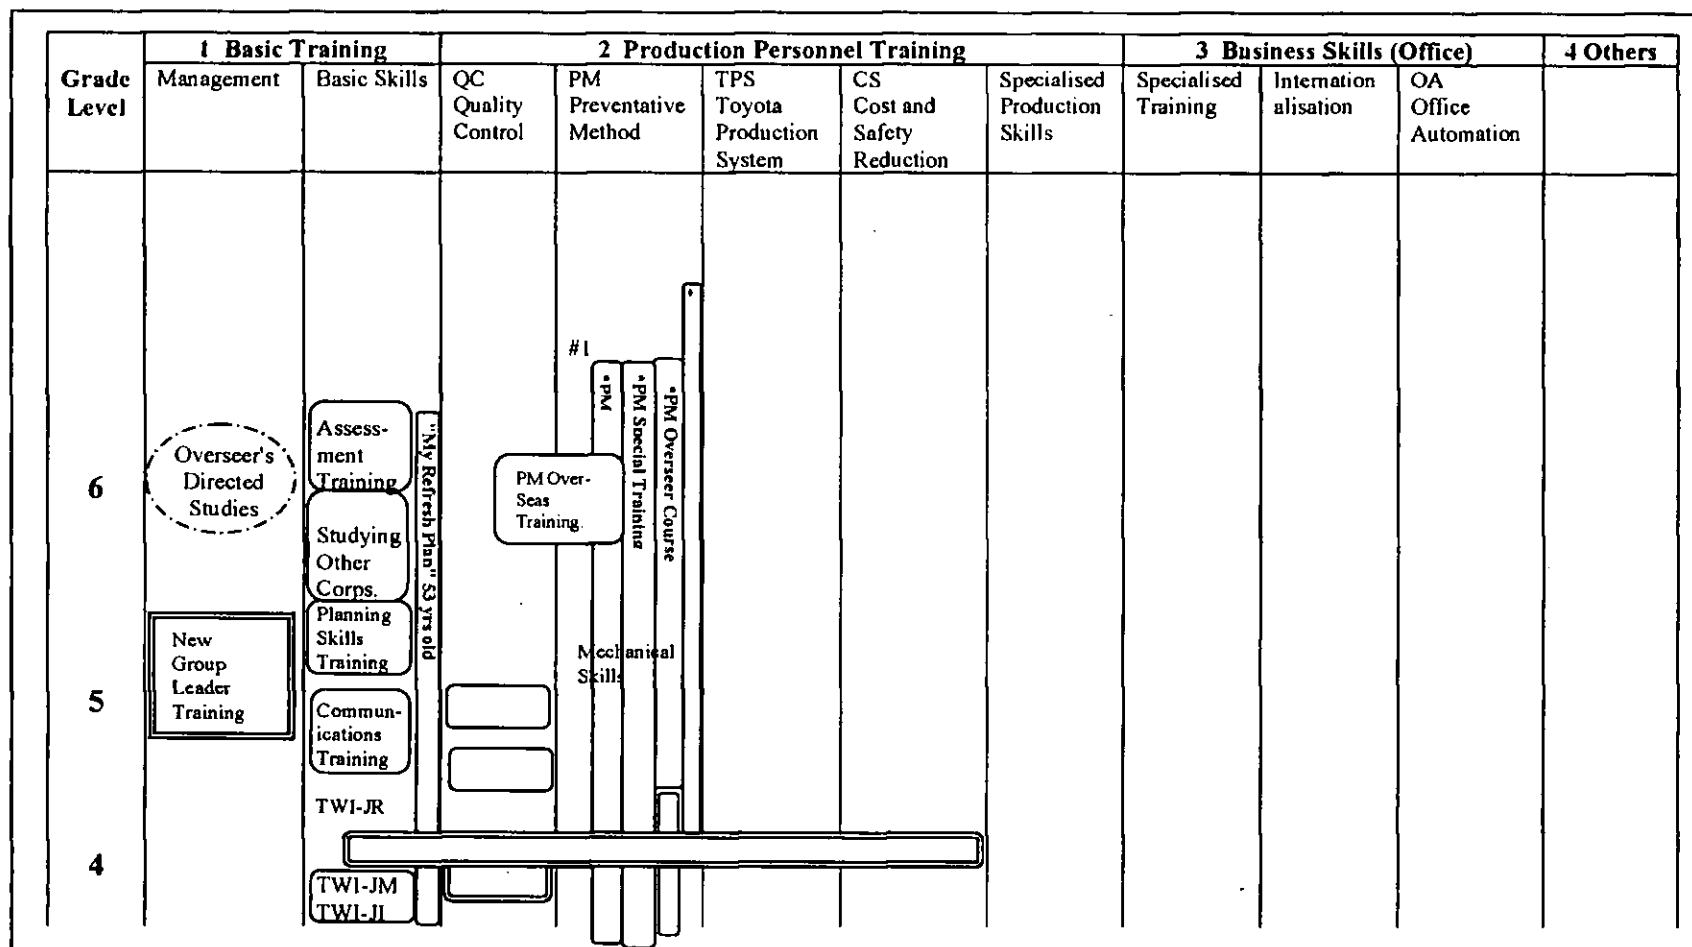 1 Basic Training
2 Production Personnel Training
3 Business Skills (Office)
4 Others
Grade
Level
Management
Basic Skills
QC
Quality
Control
PM
Preventative
Method
TPS
Toyota
Production
System
CS
Cost and
Safety
Reduction
Specialised
Production
Skills
Specialised
Training
Internation
alisation
OA
Office
Automation
#1
*PM
*PM Special Training
*PM Overseer Course
6
Overseer's
Directed
Studies
Assess-
ment
Training
"My Refresh Plan" 53 yrs old
PM Over-
Seas
Training.
Studying
Other
Corps.
Planning
Skills
Training
Mechanical
Skills
5
New
Group
Leader
Training
Commun-
ications
Training
TWI-JR
4
TWI-JM
TWI-JI